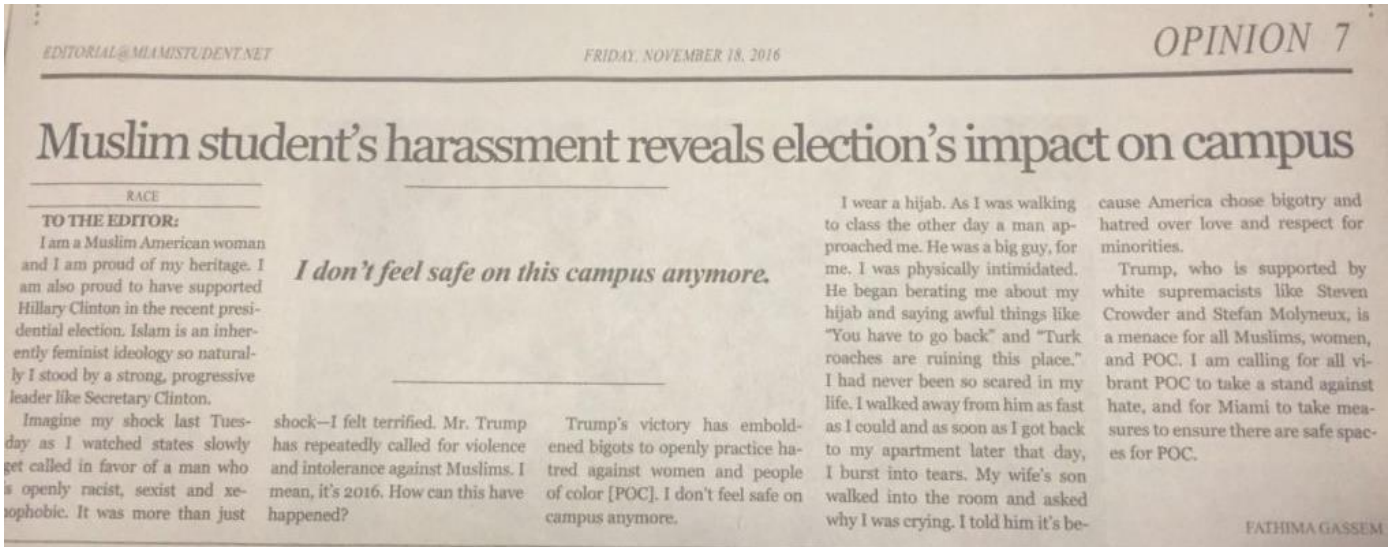 EDITORIAL@MIAMISTUDENT.NET
FRIDAY, NOVEMBER 18, 2016
OPINION 7
Muslim student's harassment reveals election's impact on campus
RACE
TO THE EDITOR:
I am a Muslim American woman
and I am proud of my heritage. I
am also proud to have supported
Hillary Clinton in the recent presi-
dential election. Islam is an inher-
ently feminist ideology so natural-
ly I stood by a strong, progressive
leader like Secretary Clinton.
Imagine my shock last Tues-
day as I watched states slowly
get called in favor of a man who
s openly racist, sexist and xe-
nophobic. It was more than just
I don't feel safe on this campus anymore.
shock—I felt terrified. Mr. Trump
has repeatedly called for violence
and intolerance against Muslims. I
mean, it's 2016. How can this have
happened?
Trump's victory has embold-
ened bigots to openly practice ha-
tred against women and people
of color [POC]. I don't feel safe on
campus anymore.
I wear a hijab. As I was walking
to class the other day a man ap-
proached me. He was a big guy, for
me. I was physically intimidated.
He began berating me about my
hijab and saying awful things like
"You have to go back" and "Turk
roaches are ruining this place."
I had never been so scared in my
life. I walked away from him as fast
as I could and as soon as I got back
to my apartment later that day,
I burst into tears. My wife's son
walked into the room and asked
why I was crying. I told him it's be-
cause America chose bigotry and
hatred over love and respect for
minorities.
Trump, who is supported by
white supremacists like Steven
Crowder and Stefan Molyneux, is
a menace for all Muslims, women,
and POC. I am calling for all vi-
brant POC to take a stand against
hate, and for Miami to take mea-
sures to ensure there are safe spac-
es for POC.
FATHIMA GASSEM